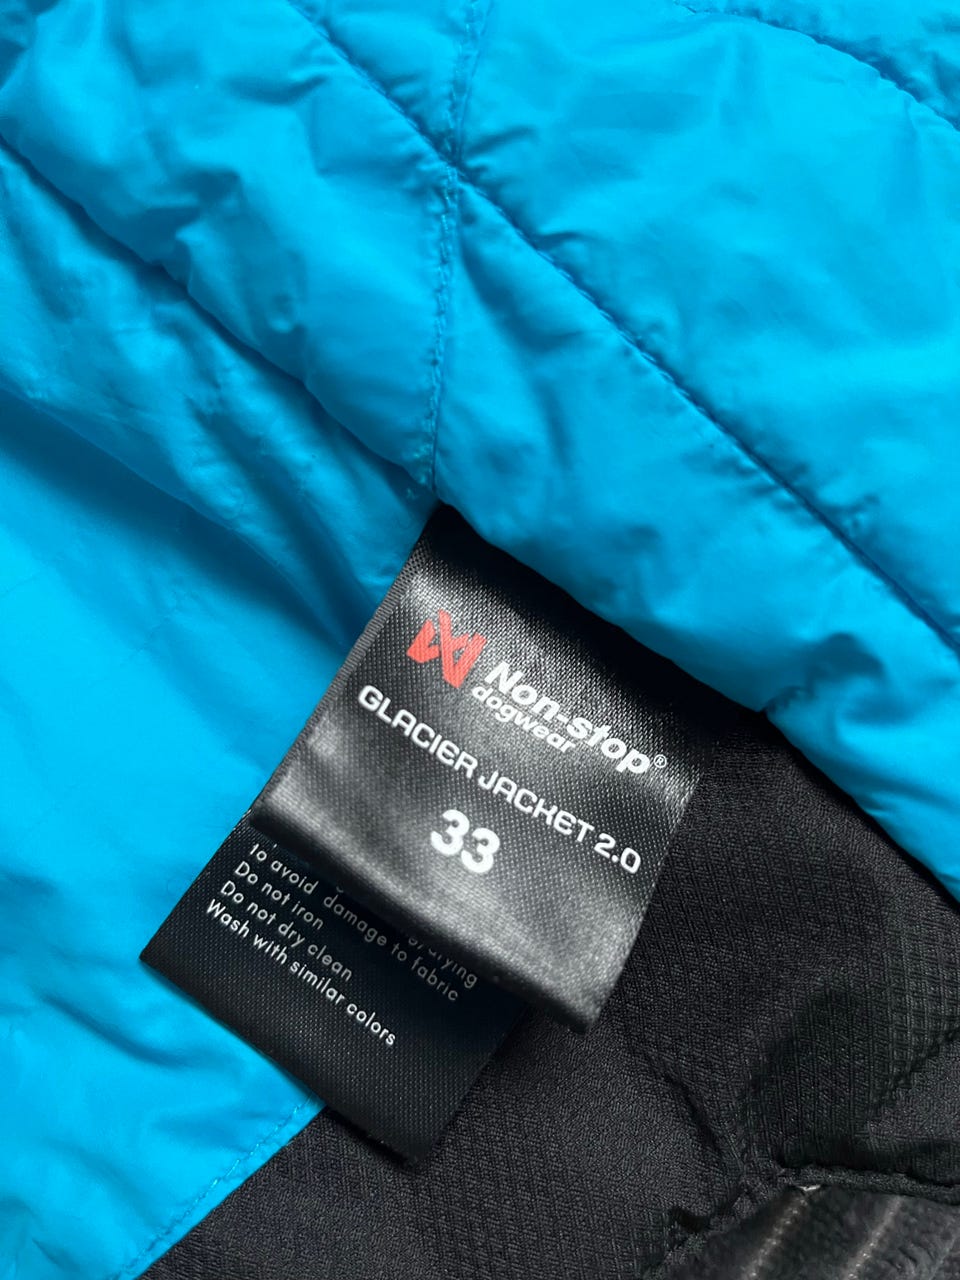 Non-stop®
dogwear
GLACIER JACKET 2.0
33
drying
to avoid damage to fabric
Do not iron
Do not dry clean
Wash with similar colors